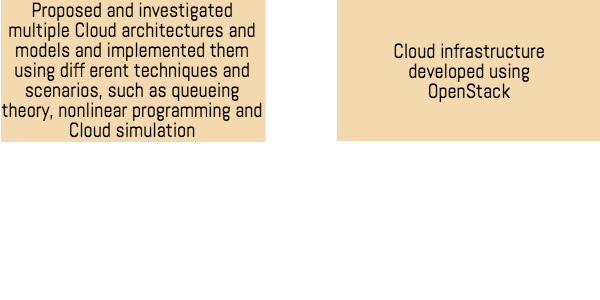 Proposed and investigated
multiple Cloud architectures and
models and implemented them
using diff erent techniques and
scenarios, such as queueing
theory, nonlinear programming and
Cloud simulation
Cloud infrastructure
developed using
OpenStack